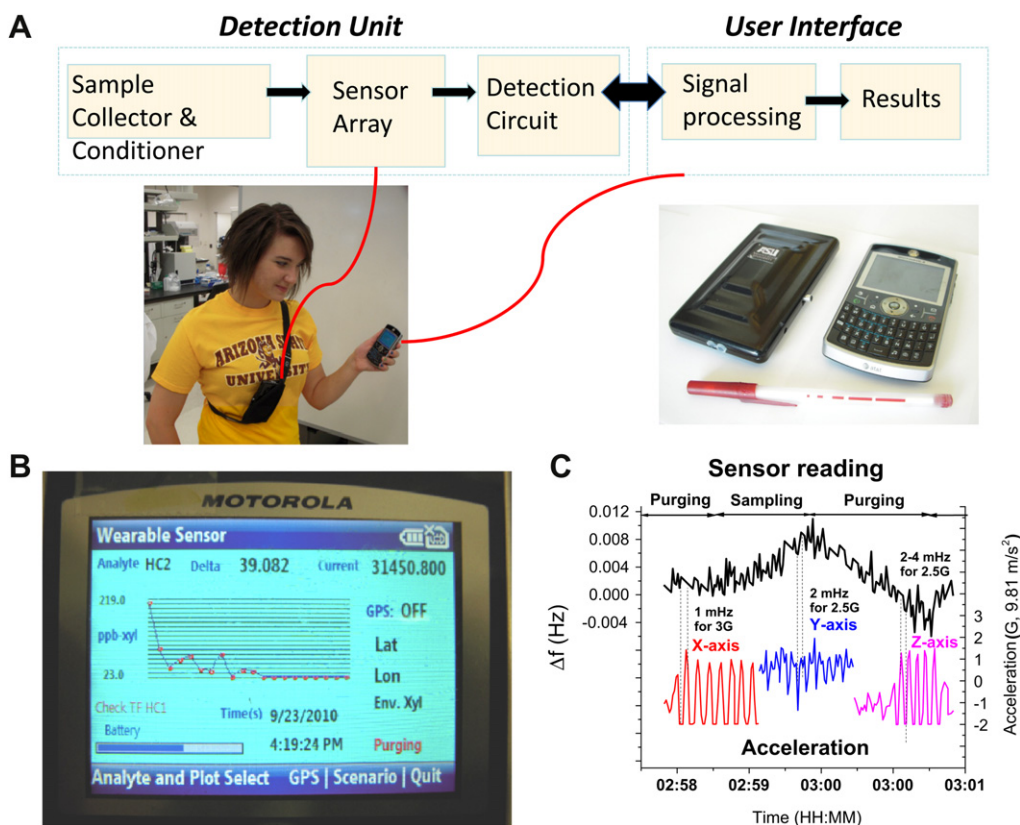 A
Detection Unit
User Interface
Sample
Collector &
Conditioner
Sensor
Array
Detection
Circuit
Signal
processing
Results
ARIZONA STATE
UNIVERSITY
ASU
at&t
B
MOTOROLA
Wearable Sensor
Analyte HC2 Delta 39.082 Current 31450.800
219.0
ppb-xyl
23.0
GPS: OFF
Lat
Lon
Env. Xyl
Check TF HC1
Time(s) 9/23/2010
Battery
4:19:24 PM
Purging
Analyte and Plot Select GPS | Scenario | Quit
C
Sensor reading
Purging Sampling Purging
0.012
0.008
0.004
0.000
-0.004
Δf (Hz)
1 mHz
for 3G
2 mHz
for 2.5G
2-4 mHz
for 2.5G
X-axis
Y-axis
Z-axis
3
2
1
0
-1
-2
Acceleration (G, 9.81 m/s²)
Acceleration
02:58 02:59 03:00 03:00 03:01
Time (HH:MM)